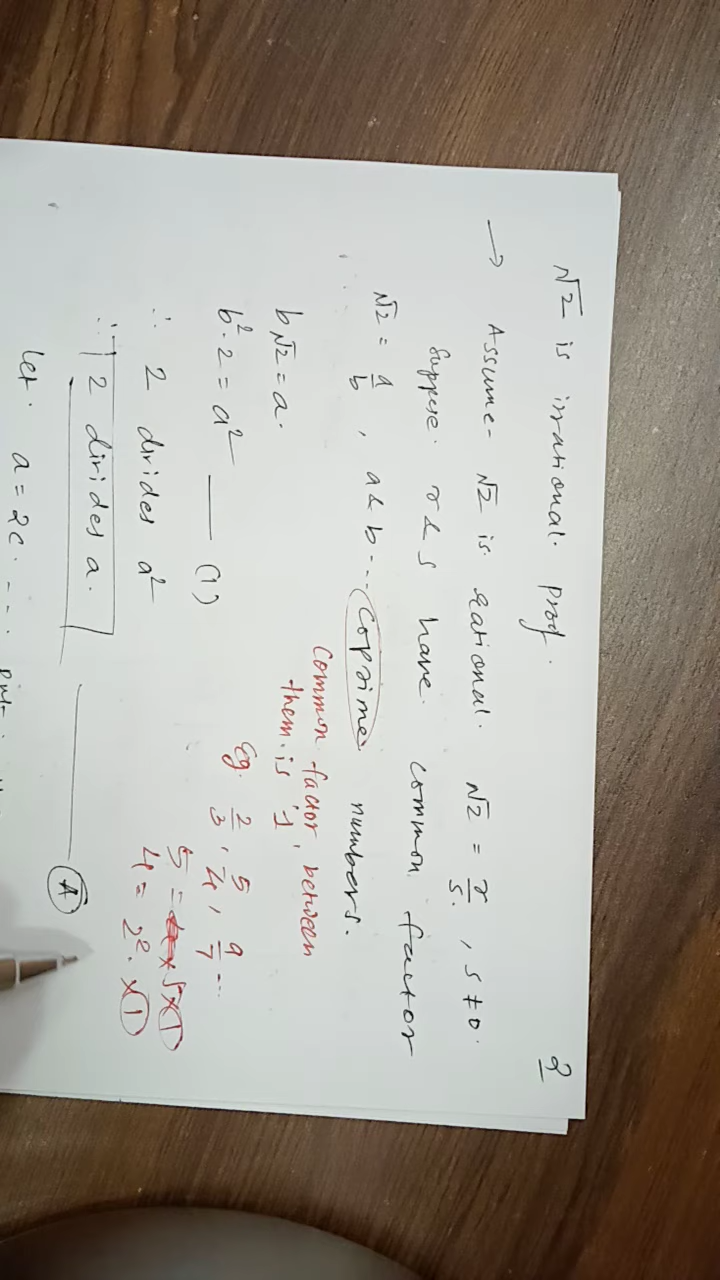 2
√2 is irrational. Proof.
→ Assume - √2 is rational. √2 = r/s, s ≠ 0.
Suppose r & s have common factor
√2 = a/b, a & b... coprime numbers.
common factor between
them is '1
b√2 = a.
Eg. 2/3, 5/4, 9/7 ...
b²·2 = a² —— (1)
5 = 5×1
∴ 2 divides a²
4 = 2²·×1
∴ 2 divides a. —— A
let. a = 2c. ...